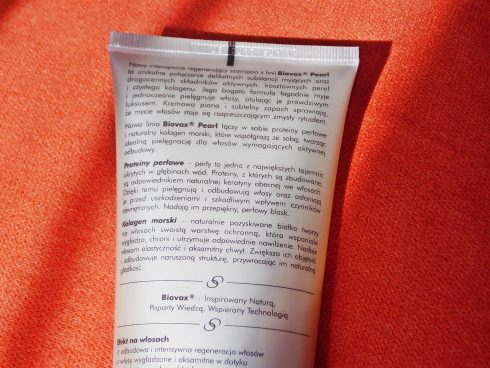 Nowy intensywnie regenerujący szampon z linii Biovax® Pearl
to unikalne połączenie delikatnych substancji myjących oraz
drogocennych składników aktywnych: kosztownych pereł
i czystego kolagenu. Jego bogata formuła łagodnie myje
i jednocześnie pielęgnuje włosy, otulając je prawdziwym
luksusem. Kremowa piana i subtelny zapach sprawiają,
że mycie włosów staje się rozpieszczającym zmysły rytuałem.
Nowa linia Biovax® Pearl łączy w sobie proteiny perłowe
i naturalny kolagen morski, które współgrają ze sobą, tworząc
idealną pielęgnację dla włosów wymagających aktywnej
odbudowy.
Proteiny perłowe - perły to jedna z największych tajemnic
ukrytych w głębinach wód. Proteiny, z których są zbudowane,
są odpowiednikiem naturalnej keratyny obecnej we włosach.
Dzięki temu pielęgnują i odbudowują włosy oraz osłaniają
je przed uszkodzeniami i szkodliwym wpływem czynników
zewnętrznych. Nadają im przepiękny, perłowy blask.
Kolagen morski - naturalnie pozyskiwane białko tworzy
na włosach swoistą warstwę ochronną, która wspaniale
wygładza, chroni i utrzymuje odpowiednie nawilżenie. Nadaje
włosom elastyczność i aksamitny chwyt. Zwiększa ich objętość
i odbudowuje naruszoną strukturę, przywracając im naturalną
gładkość.
Biovax® - Inspirowany Naturą,
Poparty Wiedzą, Wspierany Technologią
Efekt na włosach
odbudowa i intensywna regeneracja włosów
włosy wygładzone i aksamitne w dotyku